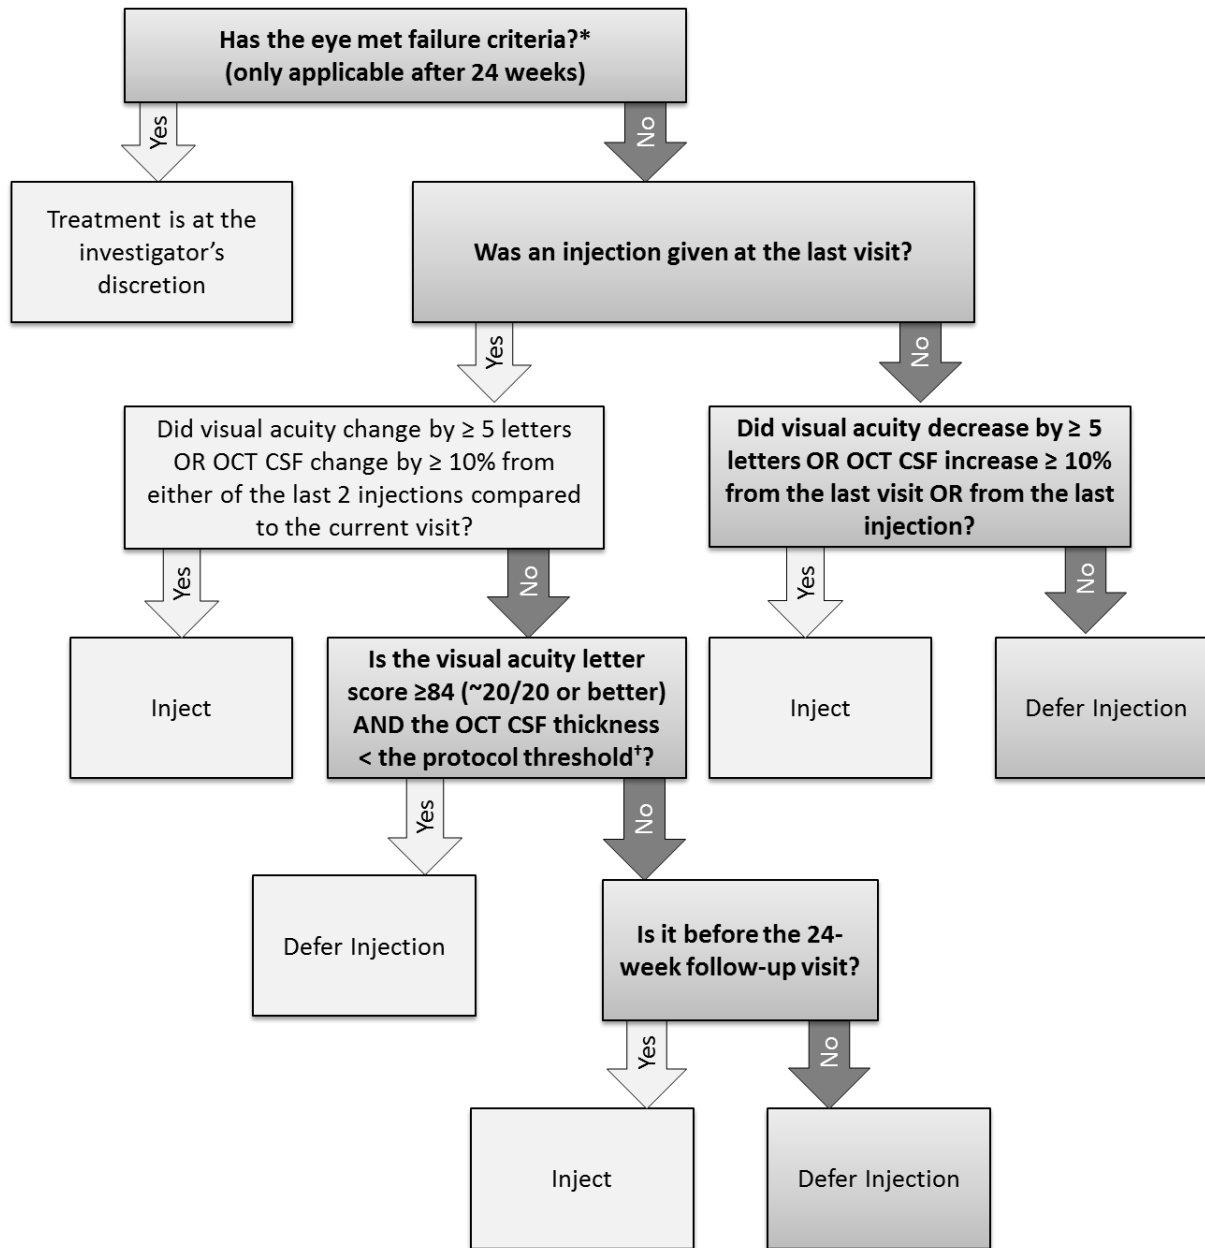 Has the eye met failure criteria?*
(only applicable after 24 weeks)
Yes
No
Treatment is at the
investigator’s
discretion
Was an injection given at the last visit?
Yes
No
Did visual acuity change by ≥ 5 letters
OR OCT CSF change by ≥ 10% from
either of the last 2 injections compared
to the current visit?
Did visual acuity decrease by ≥ 5
letters OR OCT CSF increase ≥ 10%
from the last visit OR from the last
injection?
Yes
No
Yes
No
Inject
Is the visual acuity letter
score ≥84 (~20/20 or better)
AND the OCT CSF thickness
< the protocol threshold†?
Inject
Defer Injection
Yes
No
Defer Injection
Is it before the 24-
week follow-up visit?
Yes
No
Inject
Defer Injection